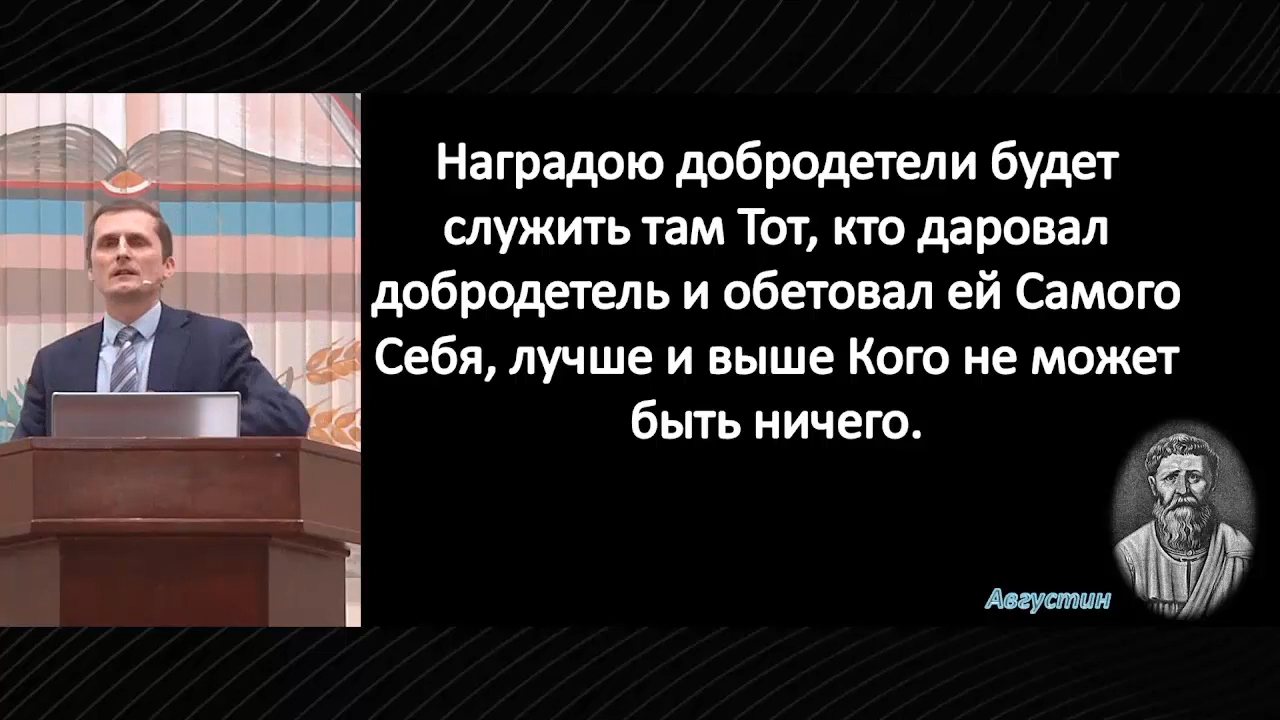 Наградою добродетели будет
служить там Тот, кто даровал
добродетель и обетовал ей Самого
Себя, лучше и выше Кого не может
быть ничего.
Августин